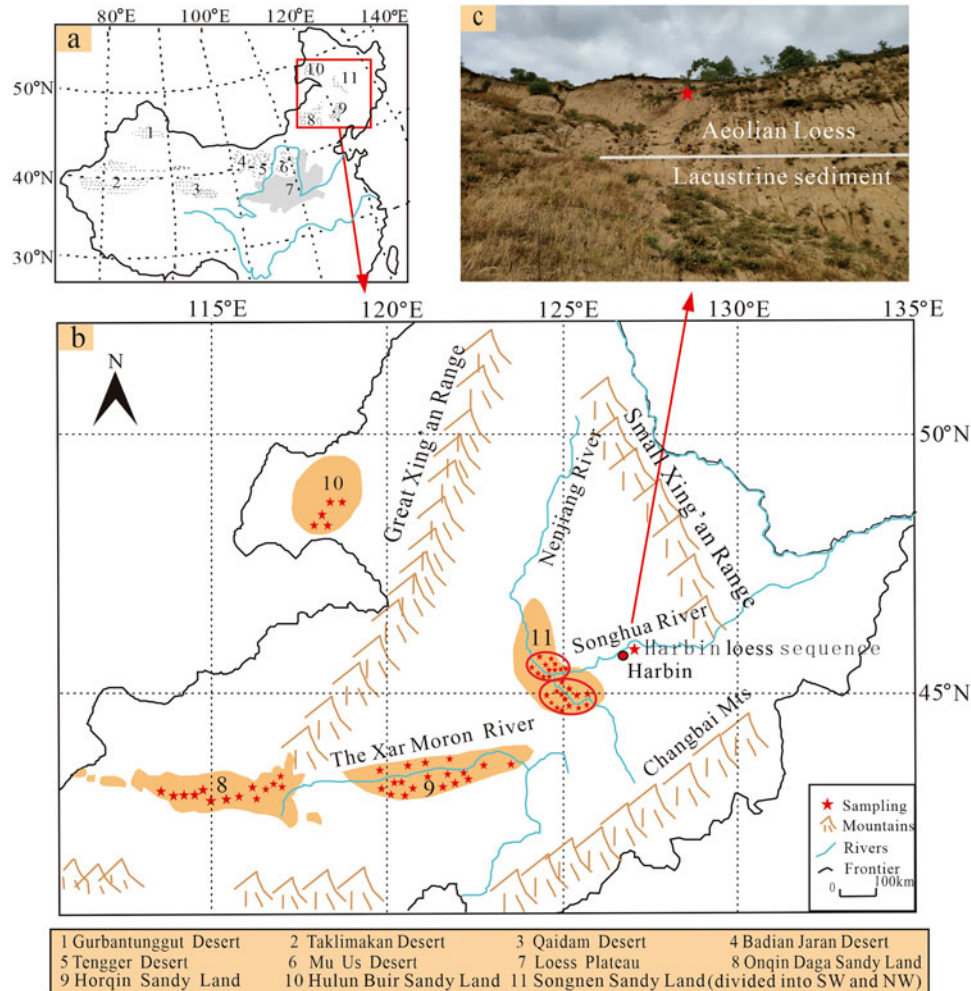 80°E 100°E 120°E 140°E
a
50°N
40°N
30°N
1
2
3
4
5
6
7
8
9
10
11
c
Aeolian Loess
Lacustrine sediment
115°E 120°E 125°E 130°E 135°E
b
N
50°N
45°N
10
Great Xing'an Range
Nenjiang River
Small Xing'an Range
11
Songhua River
Harbin loess sequence
Harbin
Changbai Mts
The Xar Moron River
8
9
Sampling
Mountains
Rivers
Frontier
0 100km
1 Gurbantunggut Desert 2 Taklimakan Desert 3 Qaidam Desert 4 Badian Jaran Desert
5 Tengger Desert 6 Mu Us Desert 7 Loess Plateau 8 Onqin Daga Sandy Land
9 Horqin Sandy Land 10 Hulun Buir Sandy Land 11 Songnen Sandy Land (divided into SW and NW)